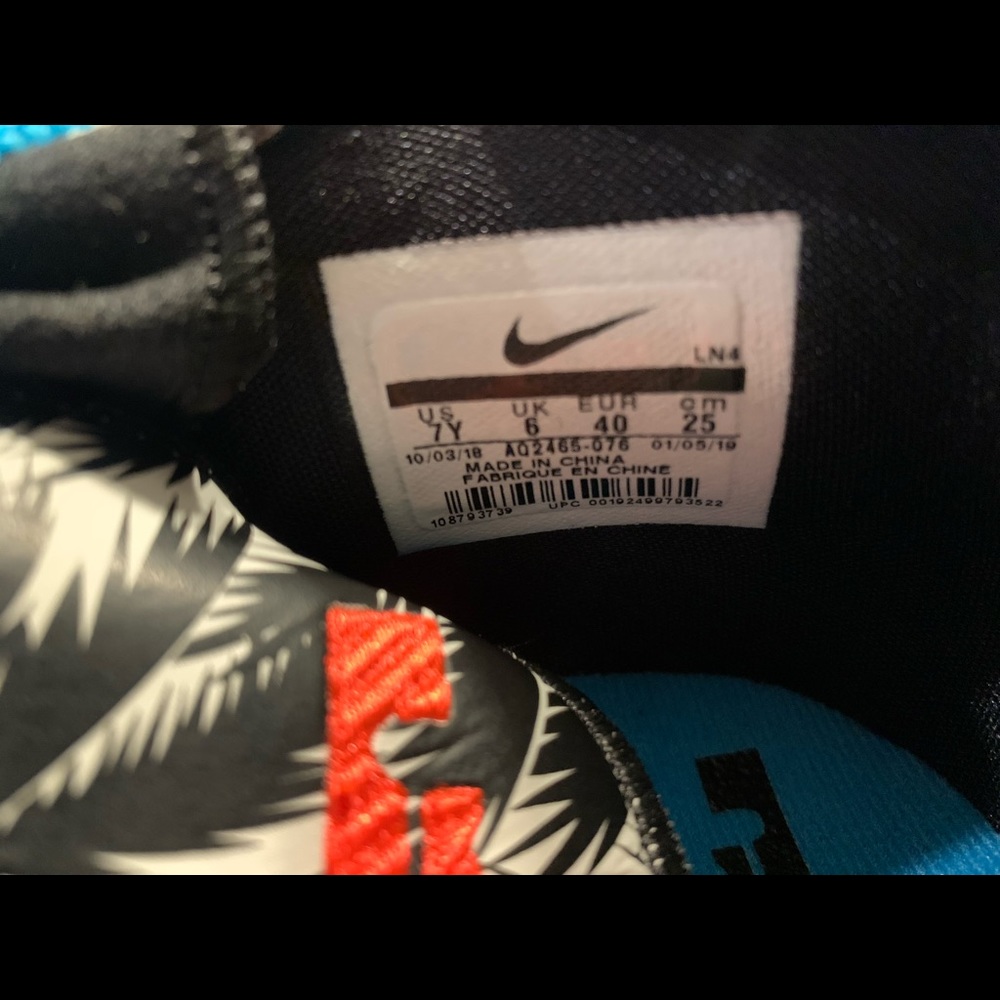 LN4
US UK EUR cm
7Y 6 40 25
10/03/18 AQ2465-076 01/05/19
MADE IN CHINA
FABRIQUE EN CHINE
108793739 UPC 00192499793522